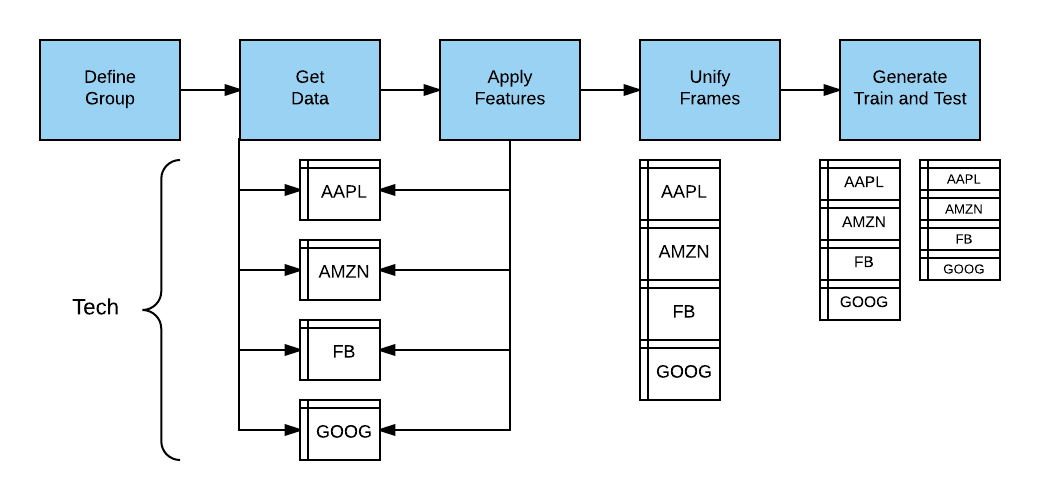 Define
Group
Get
Data
Apply
Features
Unify
Frames
Generate
Train and Test
Tech
AAPL
AMZN
FB
GOOG
AAPL
AMZN
FB
GOOG
AAPL
AMZN
FB
GOOG
AAPL
AMZN
FB
GOOG